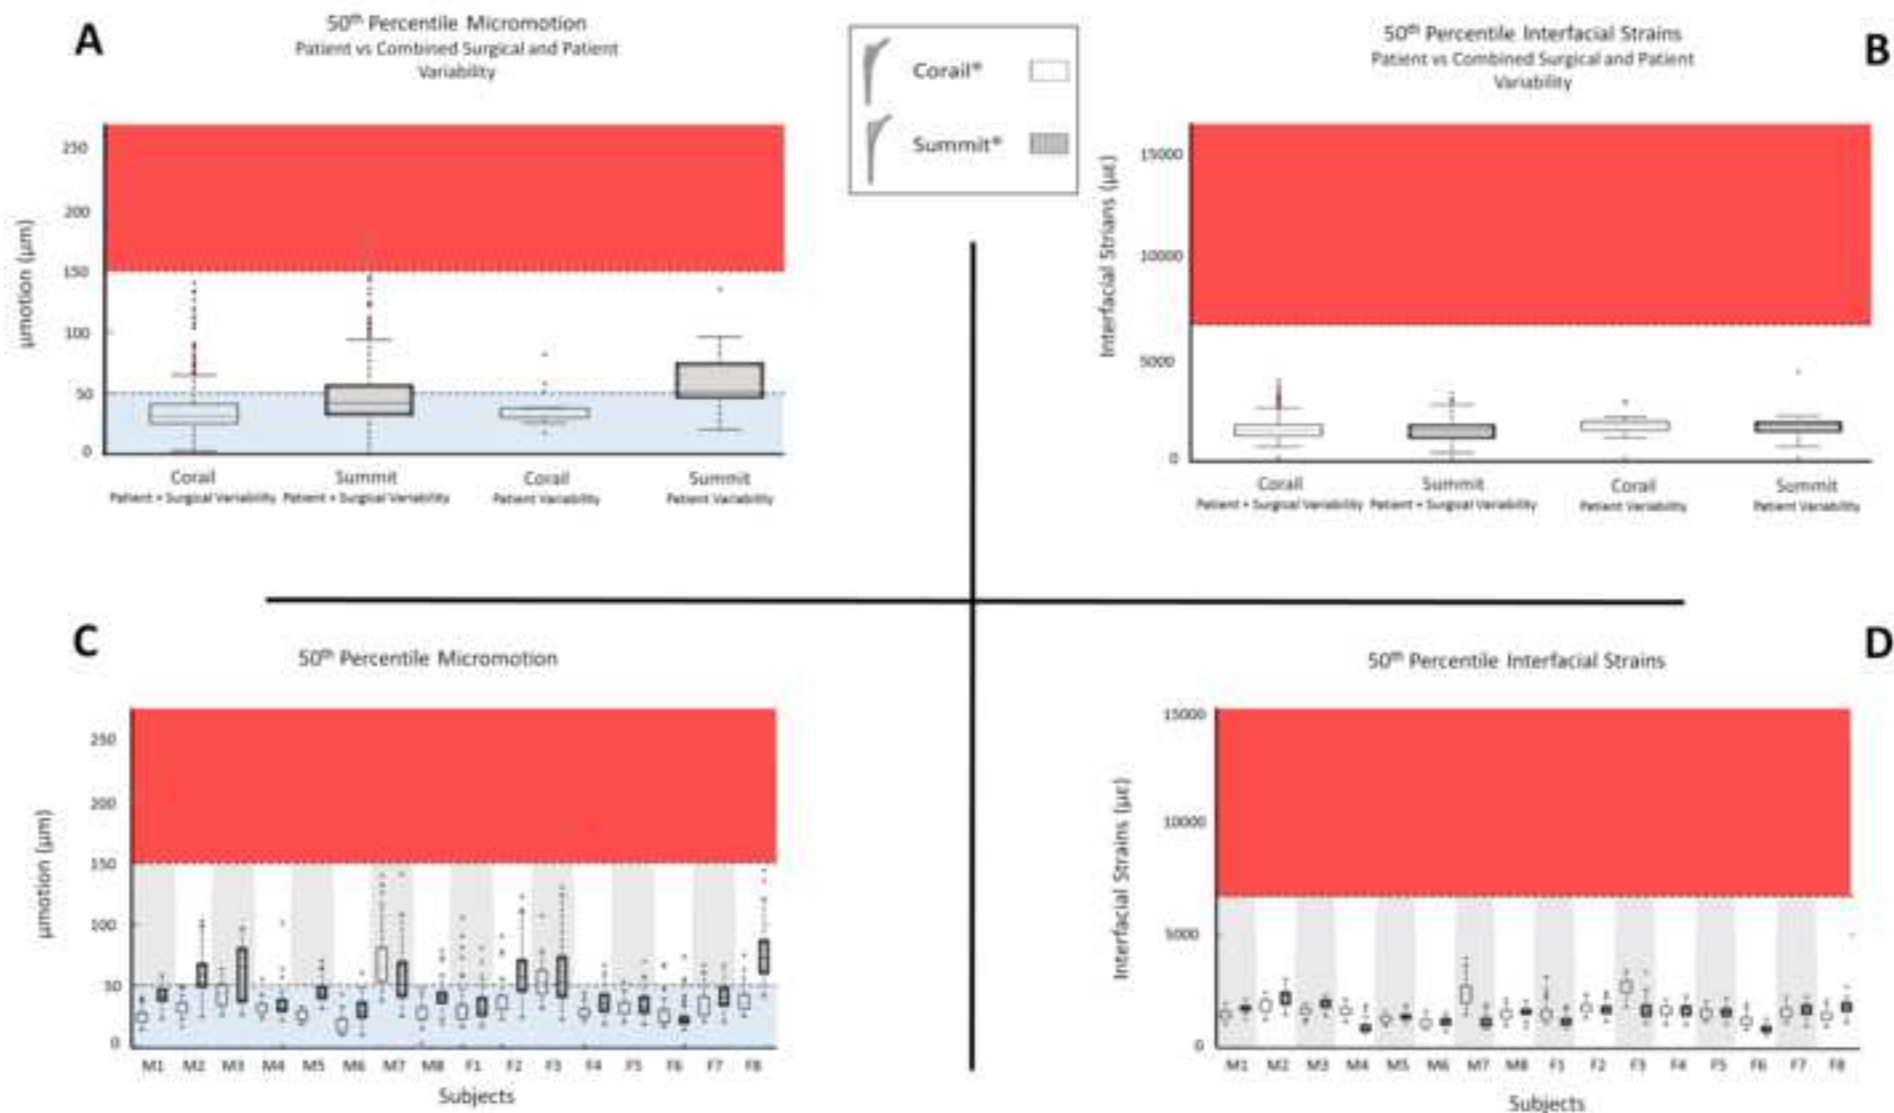 A
50th Percentile Micromotion
Patient vs Combined Surgical and Patient
Variability
μmotion (μm)
250
200
150
100
50
0
Corail
Patient + Surgical Variability
Summit
Patient + Surgical Variability
Corail
Patient Variability
Summit
Patient Variability
Corail®
Summit®
B
50th Percentile Interfacial Strains
Patient vs Combined Surgical and Patient
Variability
Interfacial Strians (με)
15000
10000
5000
0
Corail
Patient + Surgical Variability
Summit
Patient + Surgical Variability
Corail
Patient Variability
Summit
Patient Variability
C
50th Percentile Micromotion
μmotion (μm)
250
200
150
100
50
0
M1 M2 M3 M4 M5 M6 M7 M8 F1 F2 F3 F4 F5 F6 F7 F8
Subjects
D
50th Percentile Interfacial Strains
Interfacial Strains (με)
15000
10000
5000
0
M1 M2 M3 M4 M5 M6 M7 M8 F1 F2 F3 F4 F5 F6 F7 F8
Subjects